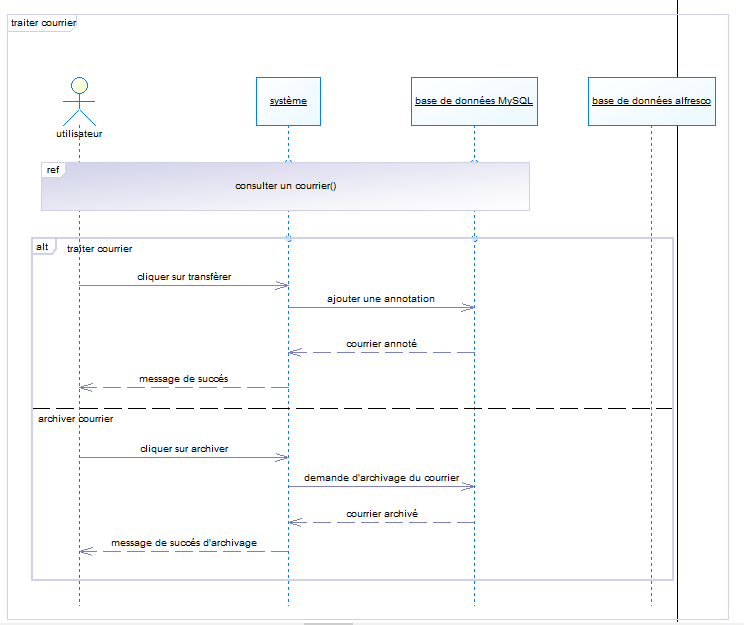 traiter courrier
utilisateur
système
base de données MySQL
base de données alfresco
ref
consulter un courrier()
alt
traiter courrier
cliquer sur transfèrer
ajouter une annotation
courrier annoté
message de succés
archiver courrier
cliquer sur archiver
demande d'archivage du courrier
courrier archivé
message de succés d'archivage